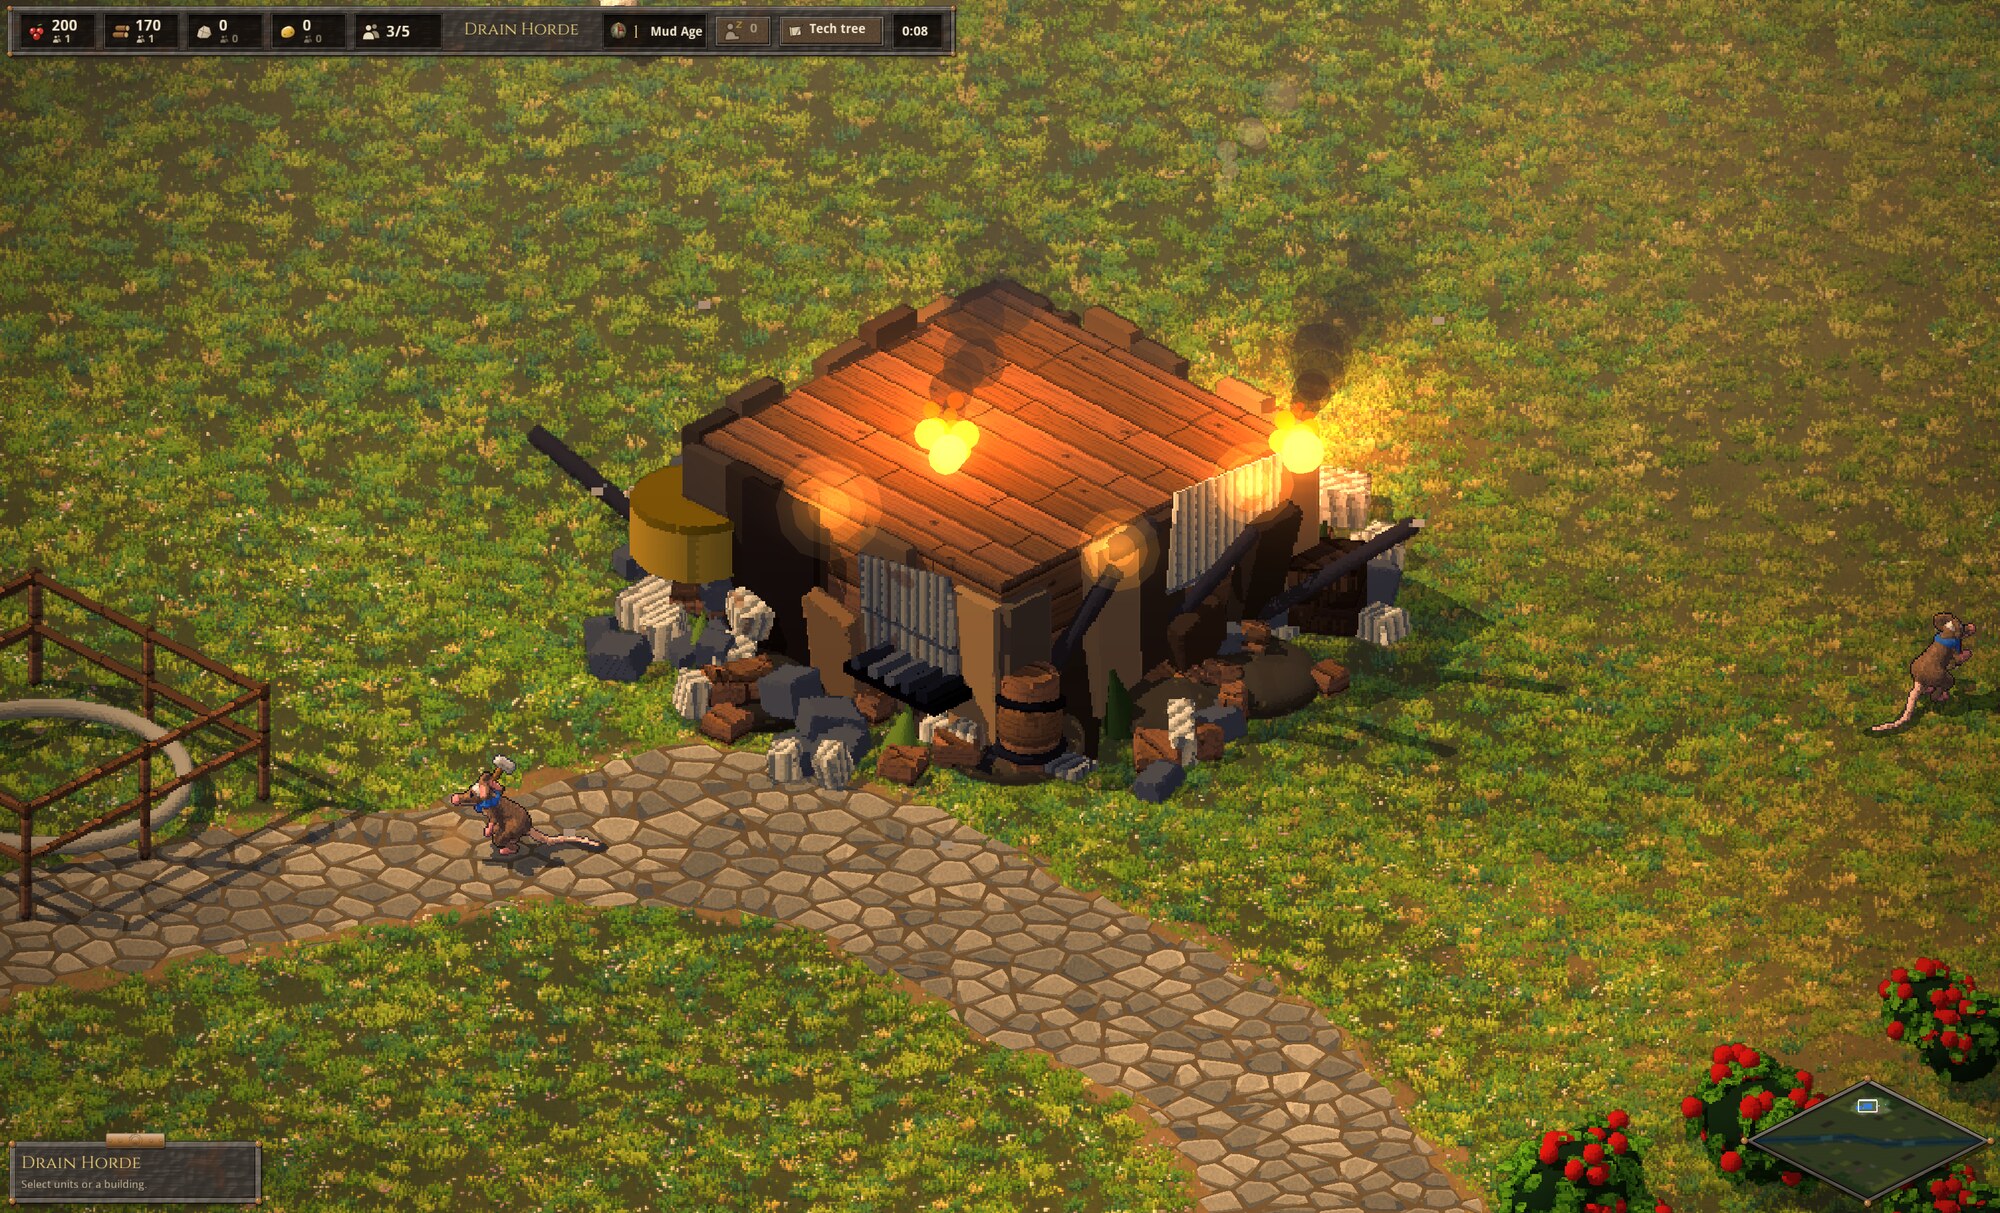 200
1
170
1
0
0
0
0
3/5
DRAIN HORDE
I Mud Age
z 0
Tech tree
0:08
DRAIN HORDE
Select units or a building.